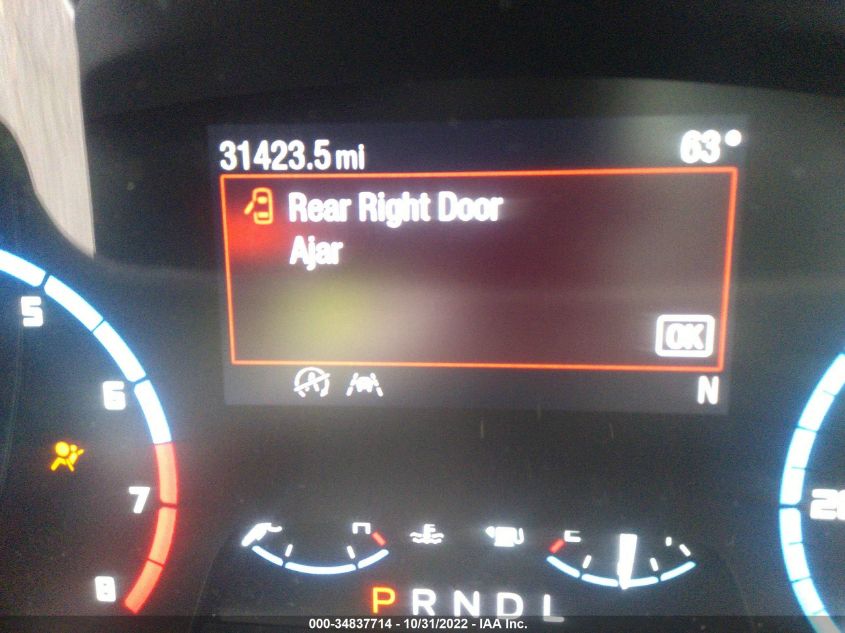 31423.5 mi 63°
Rear Right Door
Ajar
OK
A N
5
6
7
8
H C E
20
P R N D L
000-34837714 - 10/31/2022 - IAA Inc.